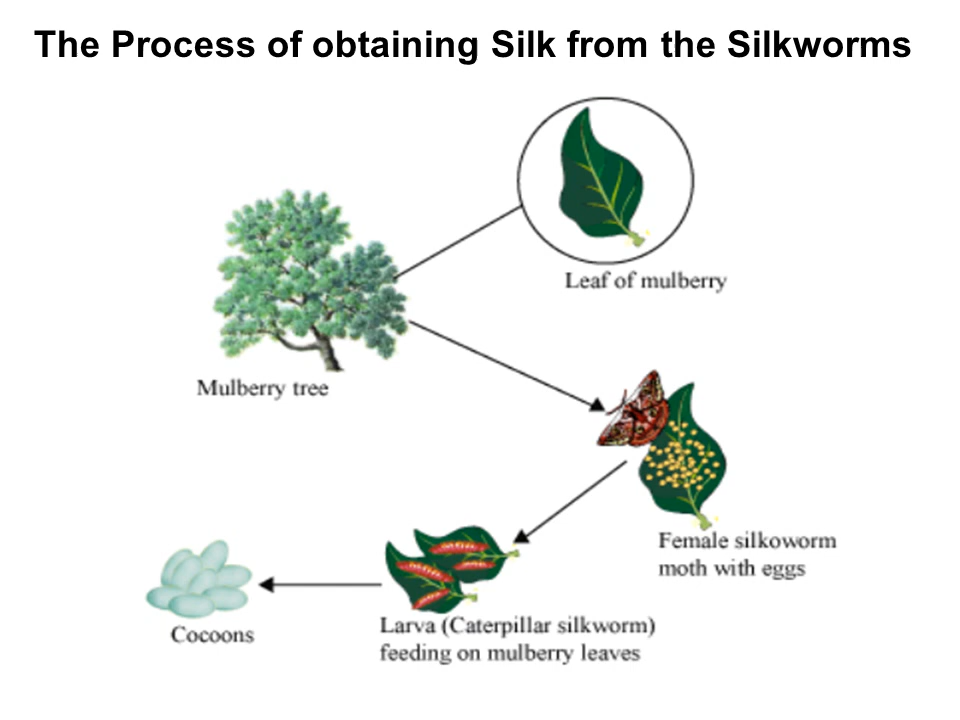 The Process of obtaining Silk from the Silkworms
Leaf of mulberry
Mulberry tree
Female silkoworm
moth with eggs
Larva (Caterpillar silkworm)
feeding on mulberry leaves
Cocoons